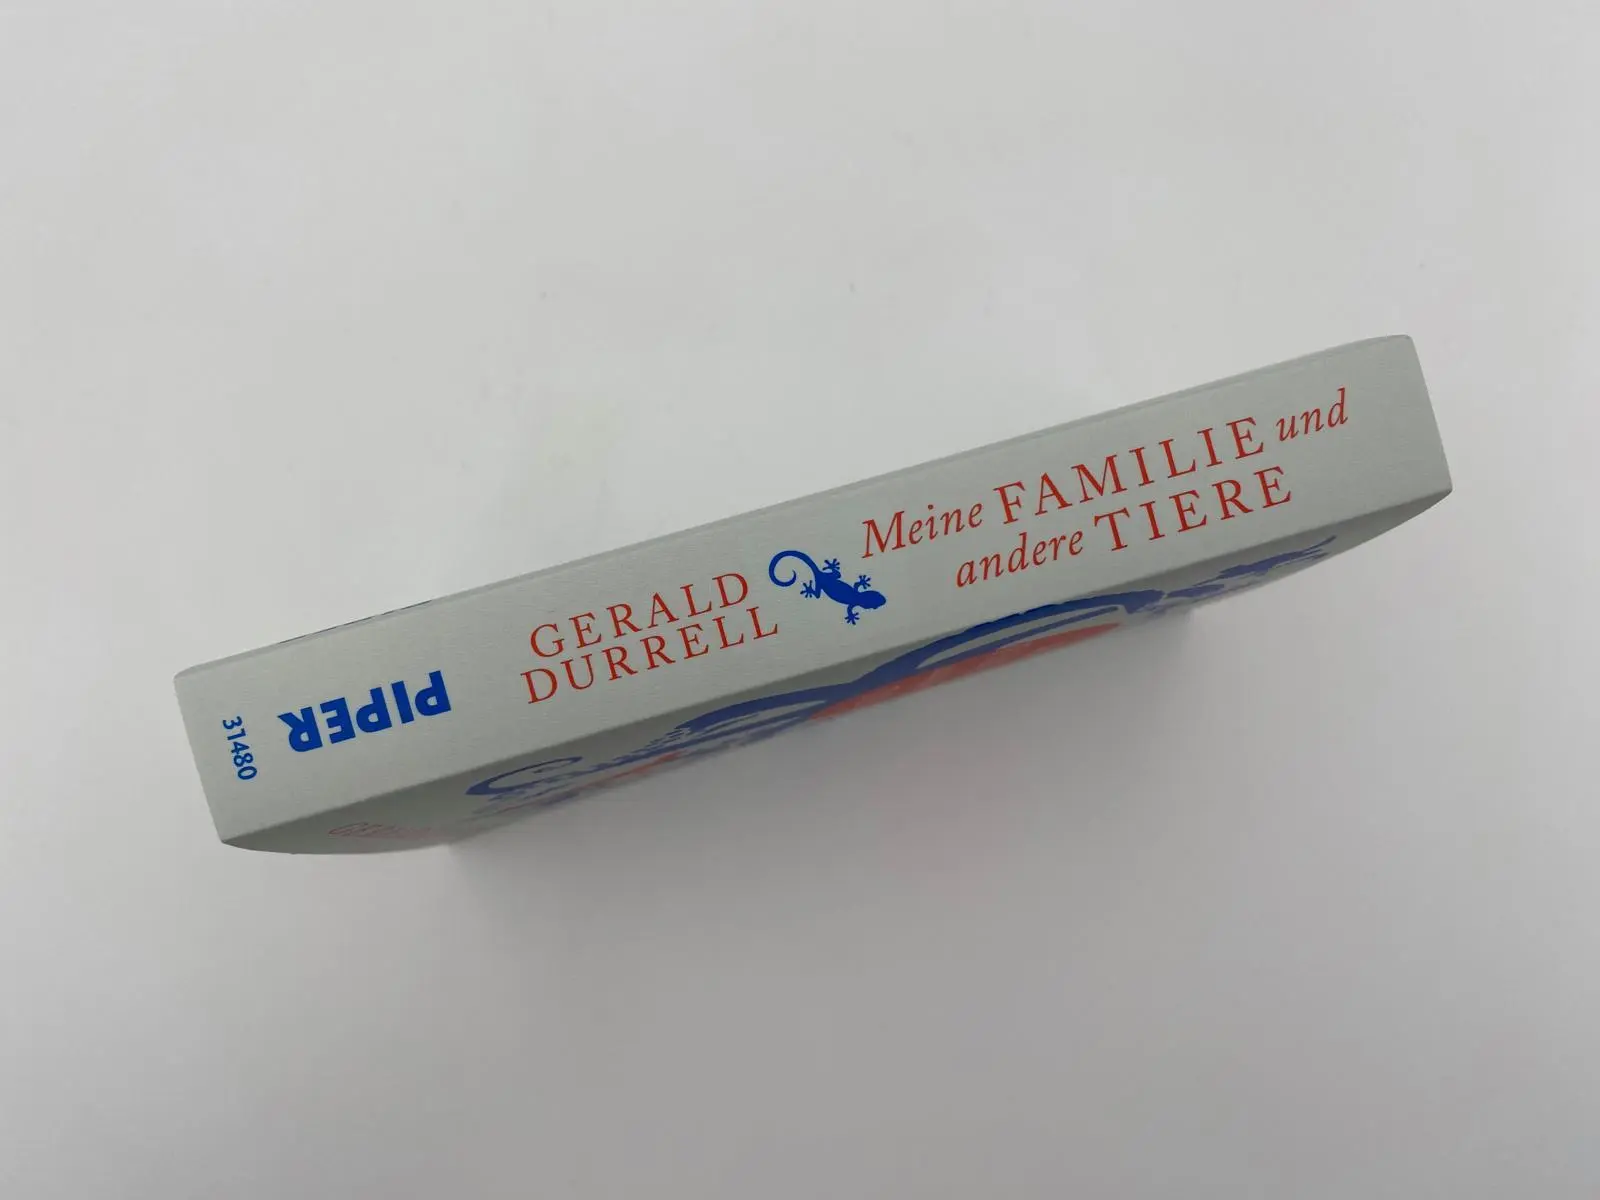 GERALD
DURRELL
Meine FAMILIE und
andere TIERE
PIPER
31480